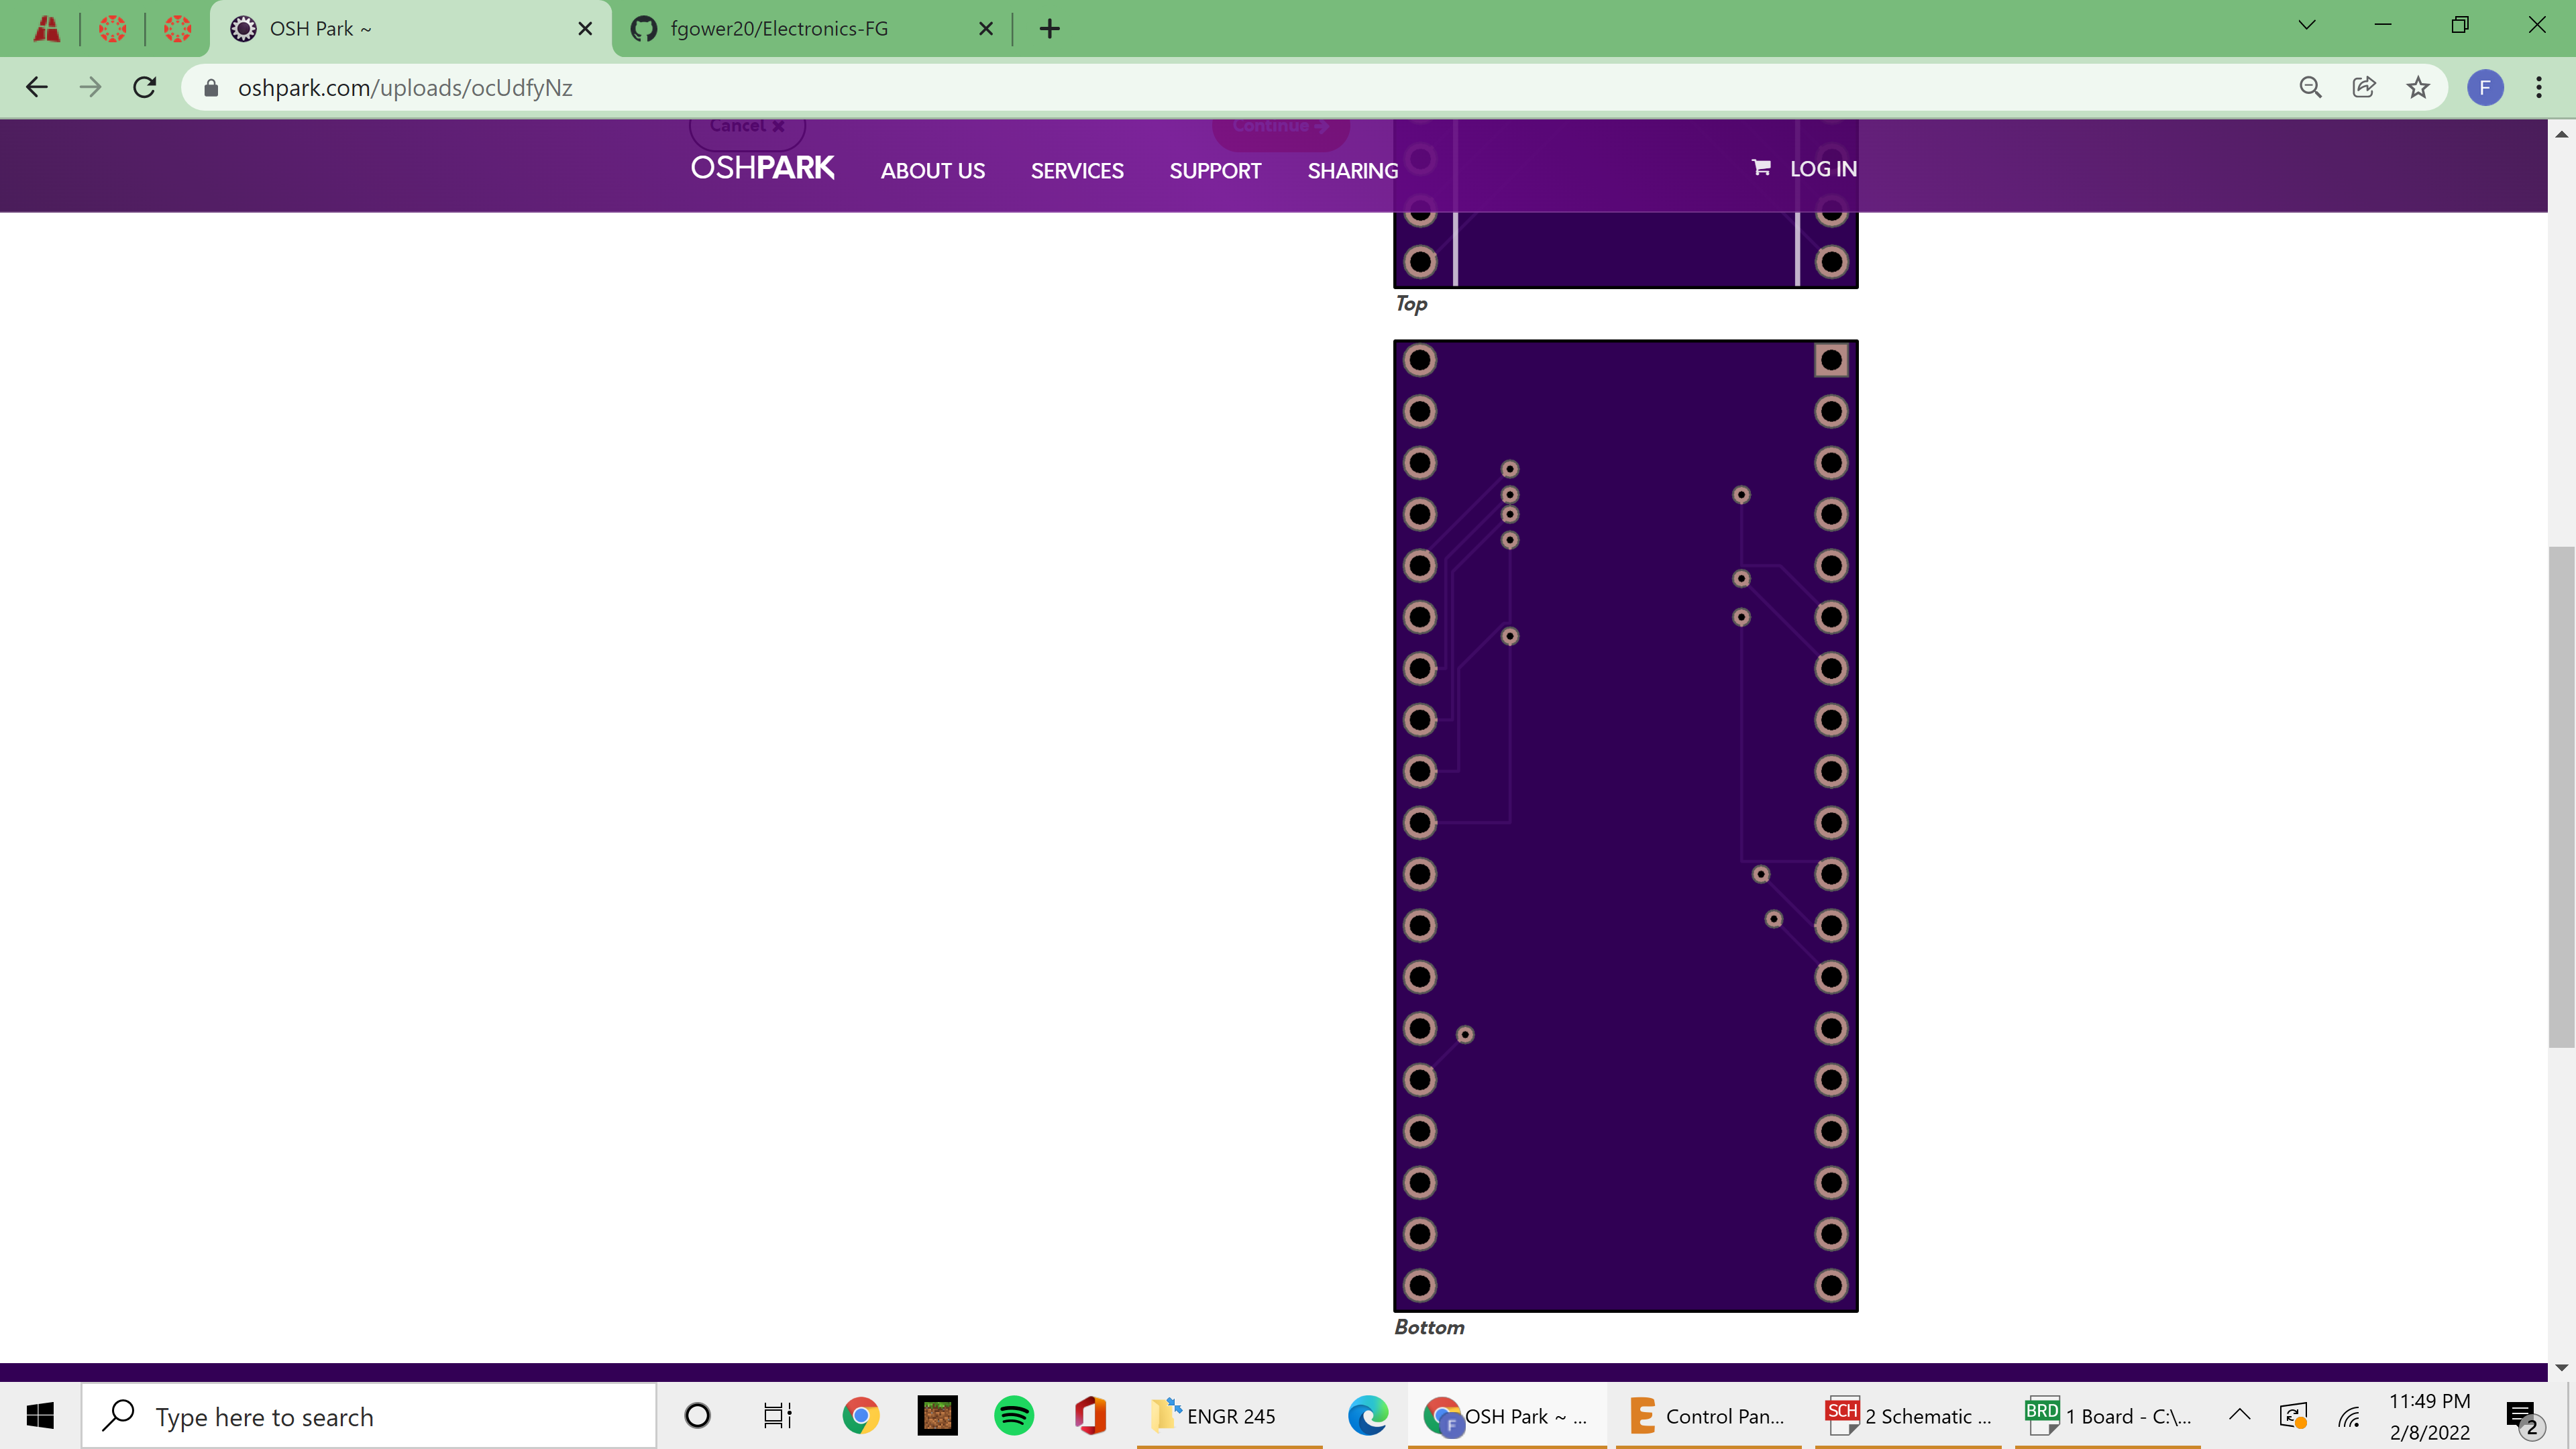 OSH Park ~
fgower20/Electronics-FG
oshpark.com/uploads/ocUdfyNz
F
Cancel
Continue
OSHPARK
ABOUT US
SERVICES
SUPPORT
SHARING
LOG IN
Top
Bottom
Type here to search
ENGR 245
F
OSH Park ~ ...
Control Pan...
SCH
2 Schematic ...
BRD
1 Board - C:\...
11:49 PM
2/8/2022
2